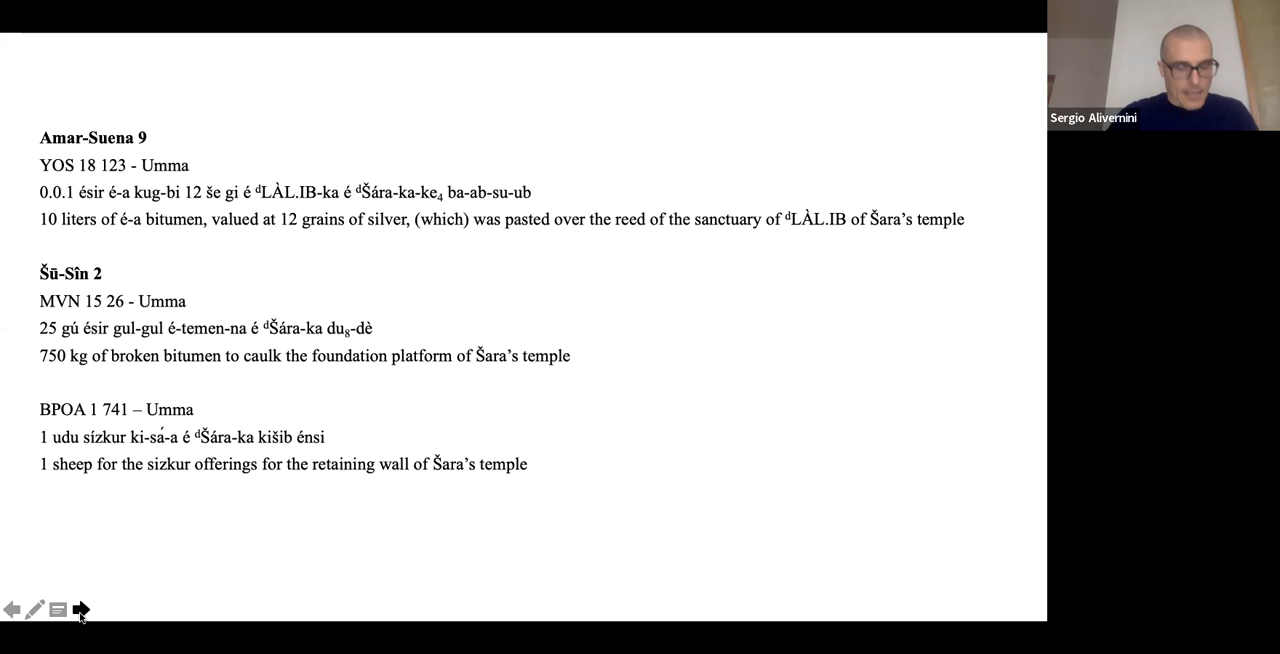 Amar-Suena 9
YOS 18 123 - Umma
0.0.1 ésir é-a kug-bi 12 še gi é ᵈLÀL.IB-ka é ᵈŠára-ka-ke₄ ba-ab-su-ub
10 liters of é-a bitumen, valued at 12 grains of silver, (which) was pasted over the reed of the sanctuary of ᵈLÀL.IB of Šara’s temple
Šū-Sîn 2
MVN 15 26 - Umma
25 gú ésir gul-gul é-temen-na é ᵈŠára-ka du₈-dè
750 kg of broken bitumen to caulk the foundation platform of Šara’s temple
BPOA 1 741 – Umma
1 udu sízkur ki-sá-a é ᵈŠára-ka kišib énsi
1 sheep for the sizkur offerings for the retaining wall of Šara’s temple
Sergio Alivernini